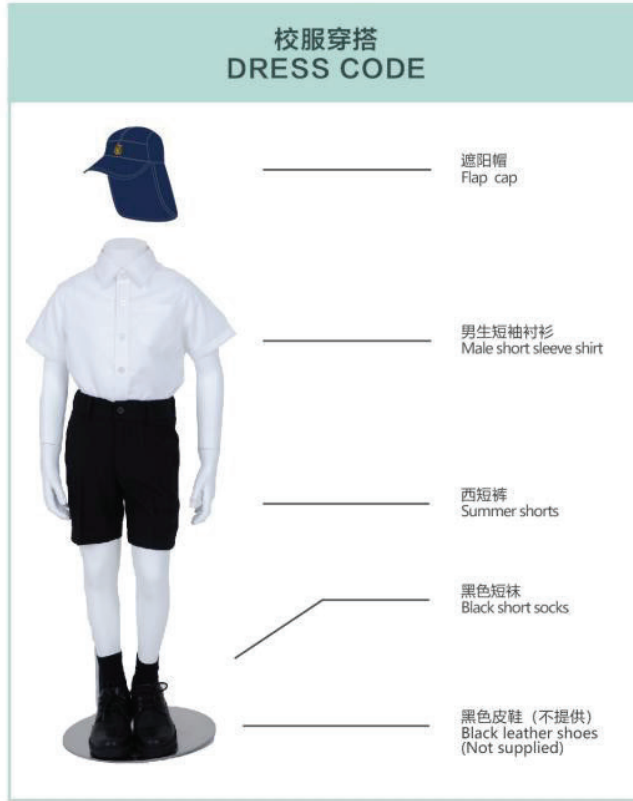 校服穿搭
DRESS CODE
遮阳帽
Flap cap
男生短袖衬衫
Male short sleeve shirt
西短裤
Summer shorts
黑色短袜
Black short socks
黑色皮鞋（不提供）
Black leather shoes
(Not supplied)